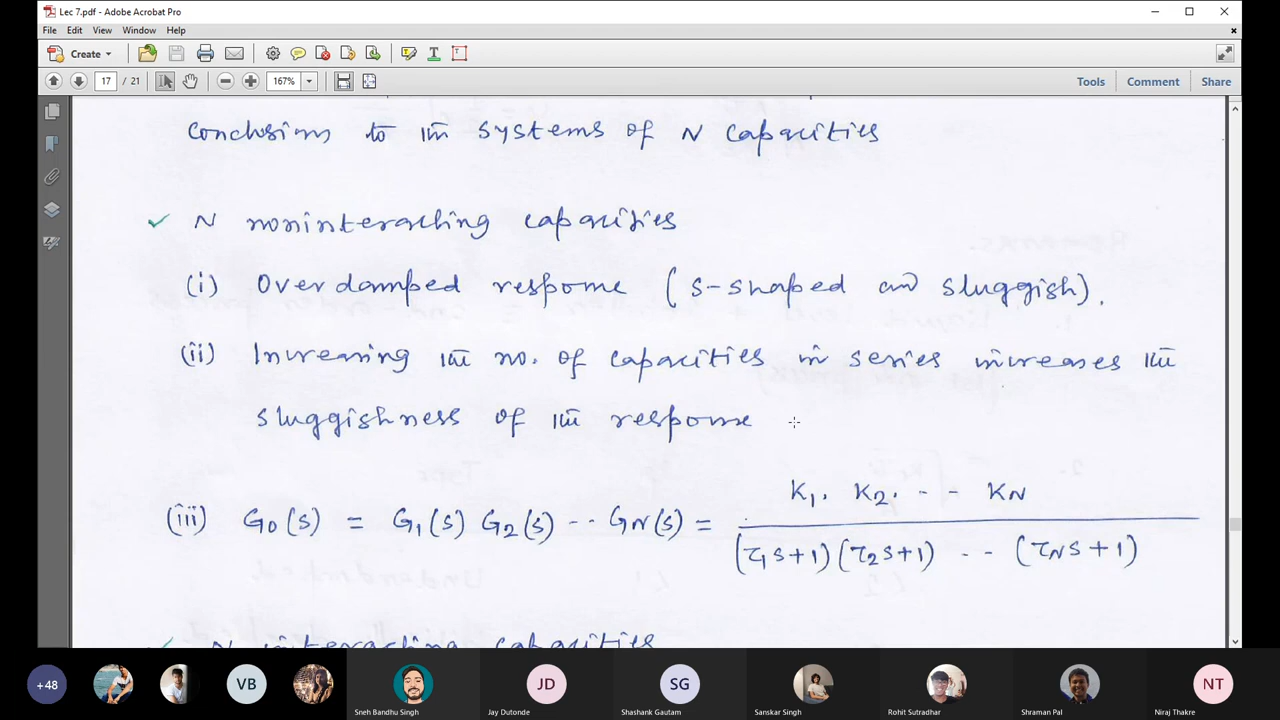 Lec 7.pdf - Adobe Acrobat Pro
File Edit View Window Help
Create
17 / 21 167% Tools Comment Share
conclusions to the systems of N capacities
✓ N noninteracting capacities
(i) Overdamped response (S-shaped and sluggish).
(ii) Increasing the no. of capacities in series increases the
sluggishness of the response
K1. K2. - - KN
(iii) G0(s) = G1(s) G2(s) -- GN(s) =
(τ1s+1)(τ2s+1) -- (τNs+1)
✓ N interacting capacities
+48 VB JD SG NT
Sneh Bandhu Singh Jay Dutonde Shashank Gautam Sanskar Singh Rohit Sutradhar Shraman Pal Niraj Thakre